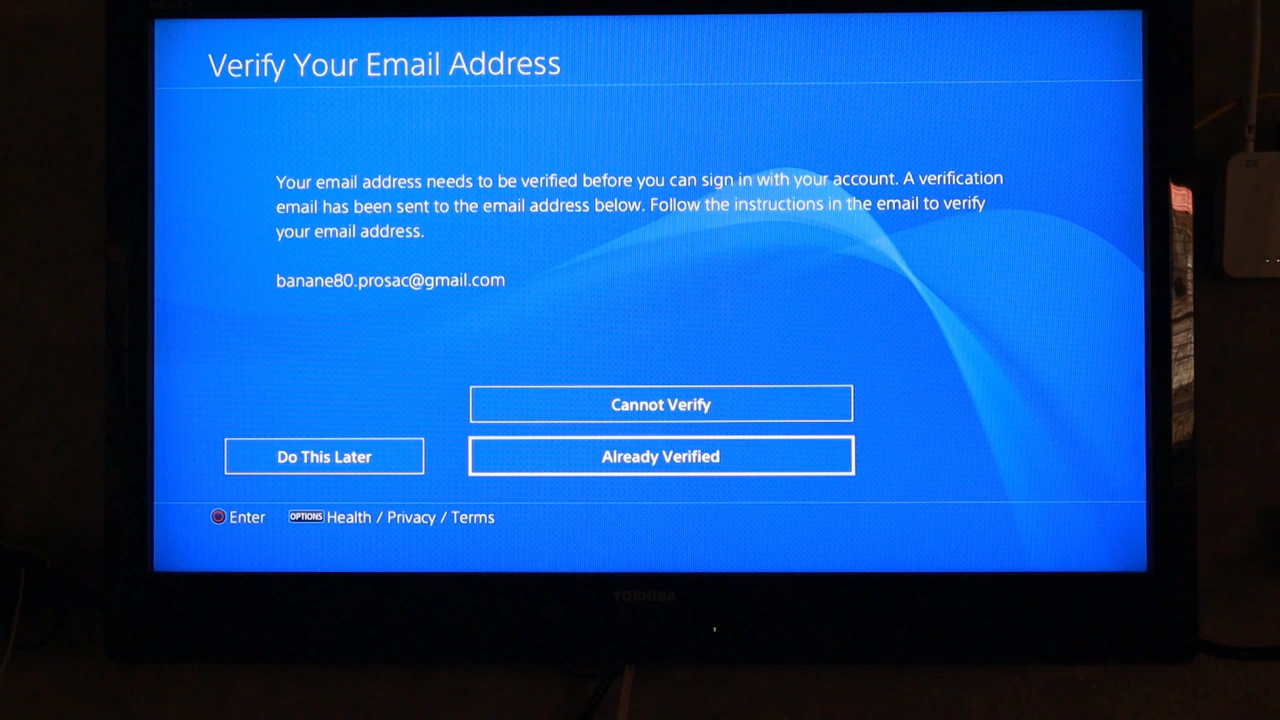 Verify Your Email Address
Your email address needs to be verified before you can sign in with your account. A verification
email has been sent to the email address below. Follow the instructions in the email to verify
your email address.
banane80.prosac@gmail.com
Cannot Verify
Do This Later
Already Verified
Enter OPTIONS Health / Privacy / Terms
TOSHIBA